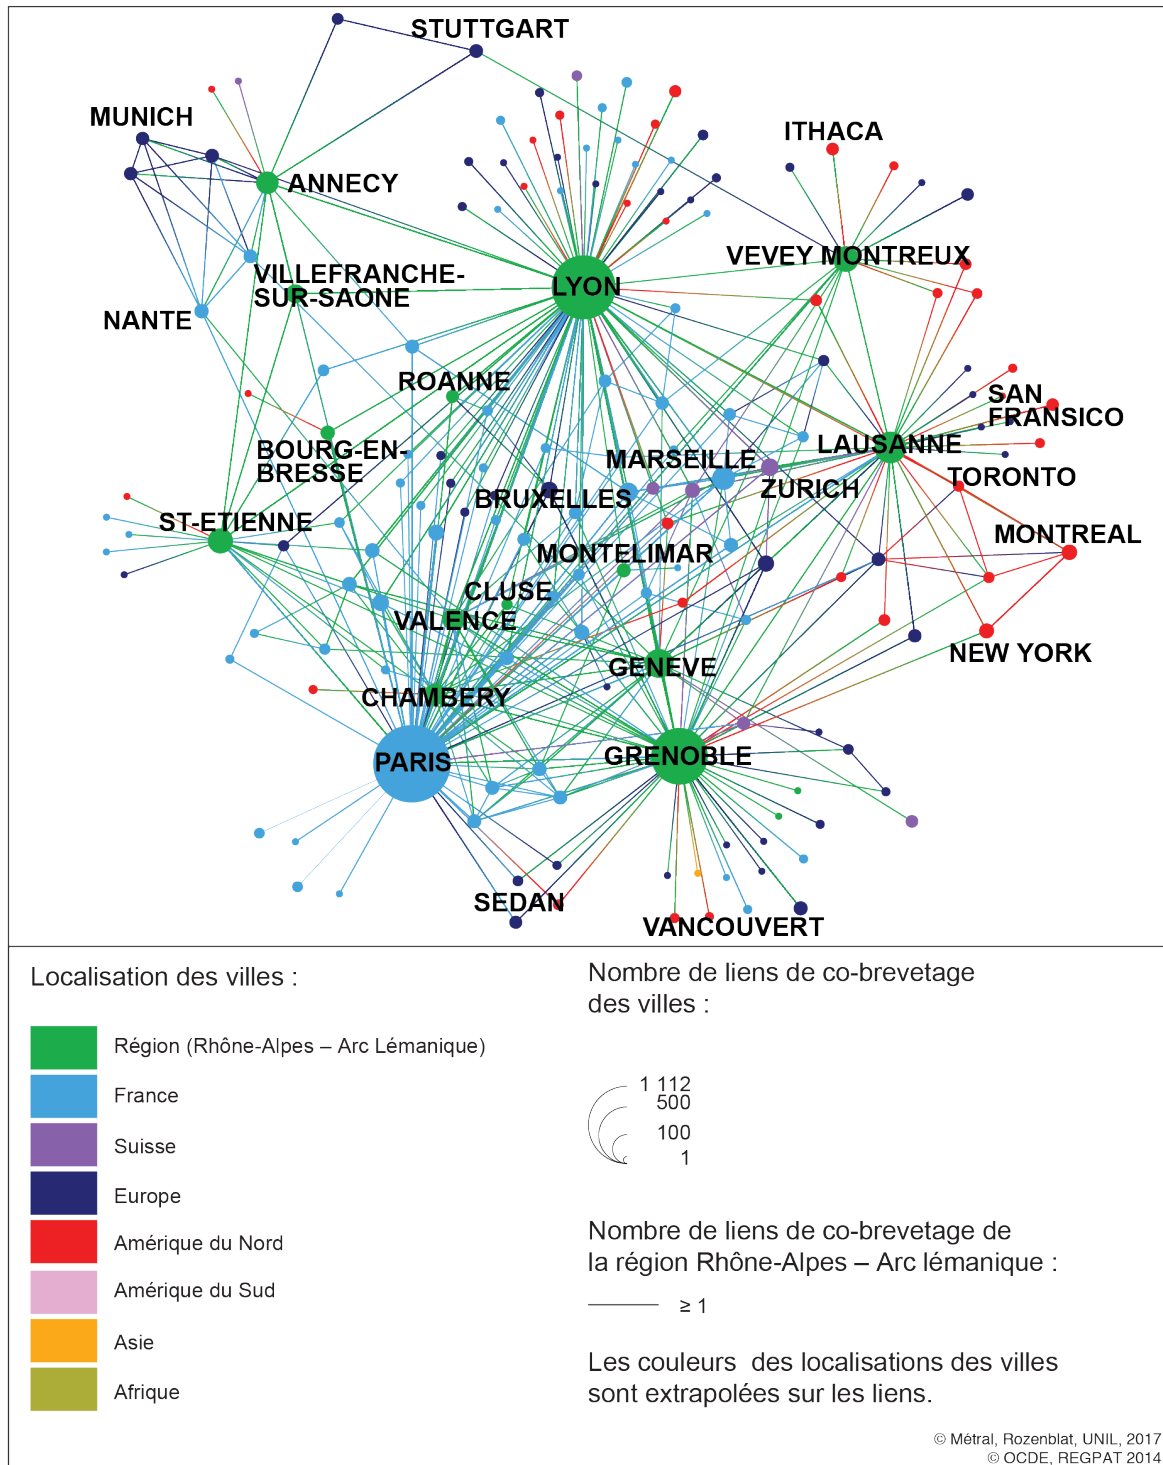 STUTTGART
MUNICH
ITHACA
ANNECY
VEVEY MONTREUX
VILLEFRANCHE-
SUR-SAONE
LYON
NANTE
ROANNE
SAN
FRANSICO
BOURG-EN-
BRESSE
MARSEILLE
LAUSANNE
ZURICH
TORONTO
BRUXELLES
ST-ETIENNE
MONTREAL
MONTELIMAR
CLUSE
VALENCE
NEW YORK
GENEVE
CHAMBERY
PARIS
GRENOBLE
SEDAN
VANCOUVERT
Localisation des villes :
Région (Rhône-Alpes – Arc Lémanique)
France
Suisse
Europe
Amérique du Nord
Amérique du Sud
Asie
Afrique
Nombre de liens de co-brevetage
des villes :
1 112
500
100
1
Nombre de liens de co-brevetage de
la région Rhône-Alpes – Arc lémanique :
≥ 1
Les couleurs des localisations des villes
sont extrapolées sur les liens.
© Métral, Rozenblat, UNIL, 2017
© OCDE, REGPAT 2014